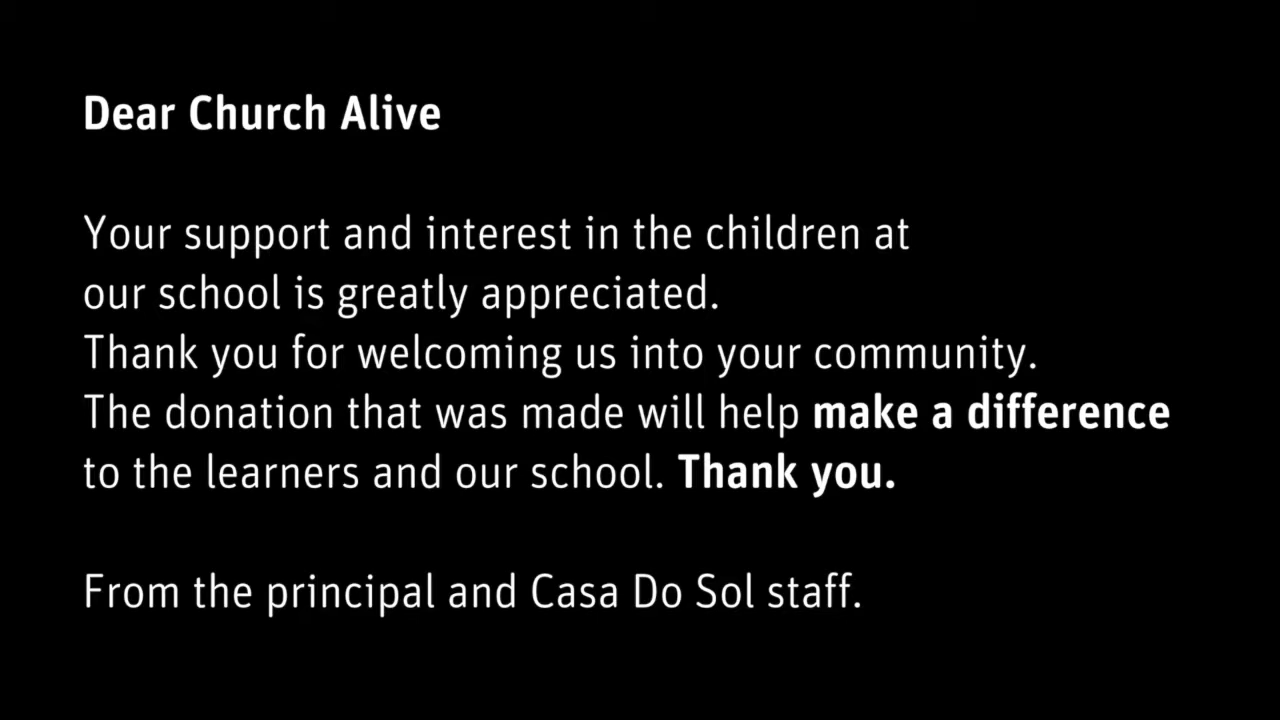 Dear Church Alive
Your support and interest in the children at
our school is greatly appreciated.
Thank you for welcoming us into your community.
The donation that was made will help make a difference
to the learners and our school. Thank you.
From the principal and Casa Do Sol staff.